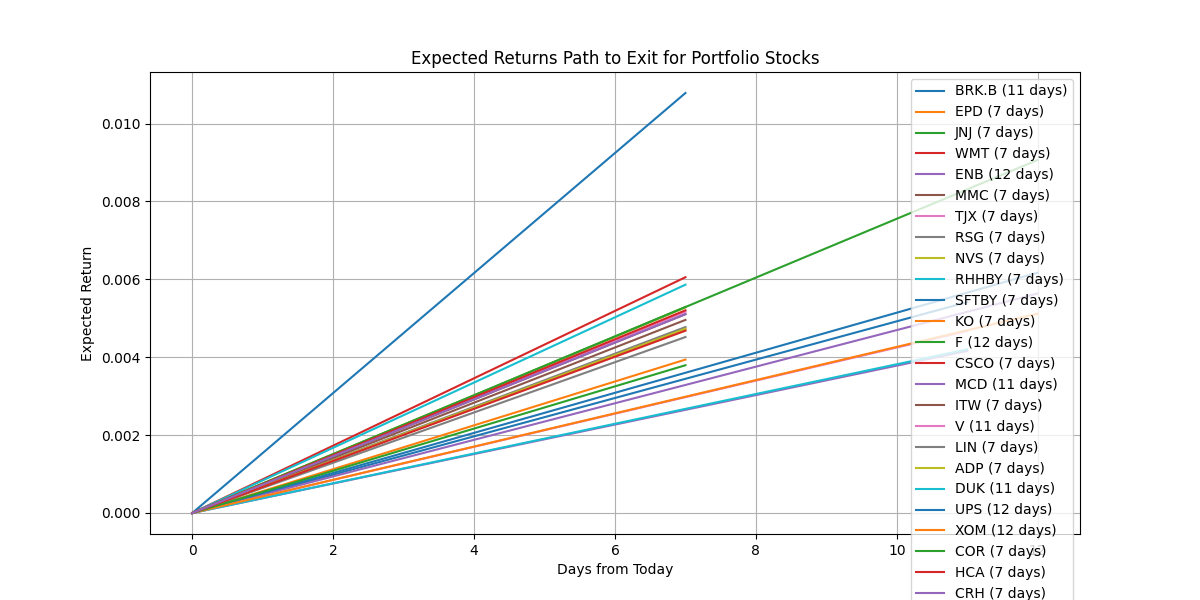 Expected Returns Path to Exit for Portfolio Stocks
Expected Return
0.010
0.008
0.006
0.004
0.002
0.000
0
2
4
6
8
10
Days from Today
BRK.B (11 days)
EPD (7 days)
JNJ (7 days)
WMT (7 days)
ENB (12 days)
MMC (7 days)
TJX (7 days)
RSG (7 days)
NVS (7 days)
RHHBY (7 days)
SFTBY (7 days)
KO (7 days)
F (12 days)
CSCO (7 days)
MCD (11 days)
ITW (7 days)
V (11 days)
LIN (7 days)
ADP (7 days)
DUK (11 days)
UPS (12 days)
XOM (12 days)
COR (7 days)
HCA (7 days)
CRH (7 days)